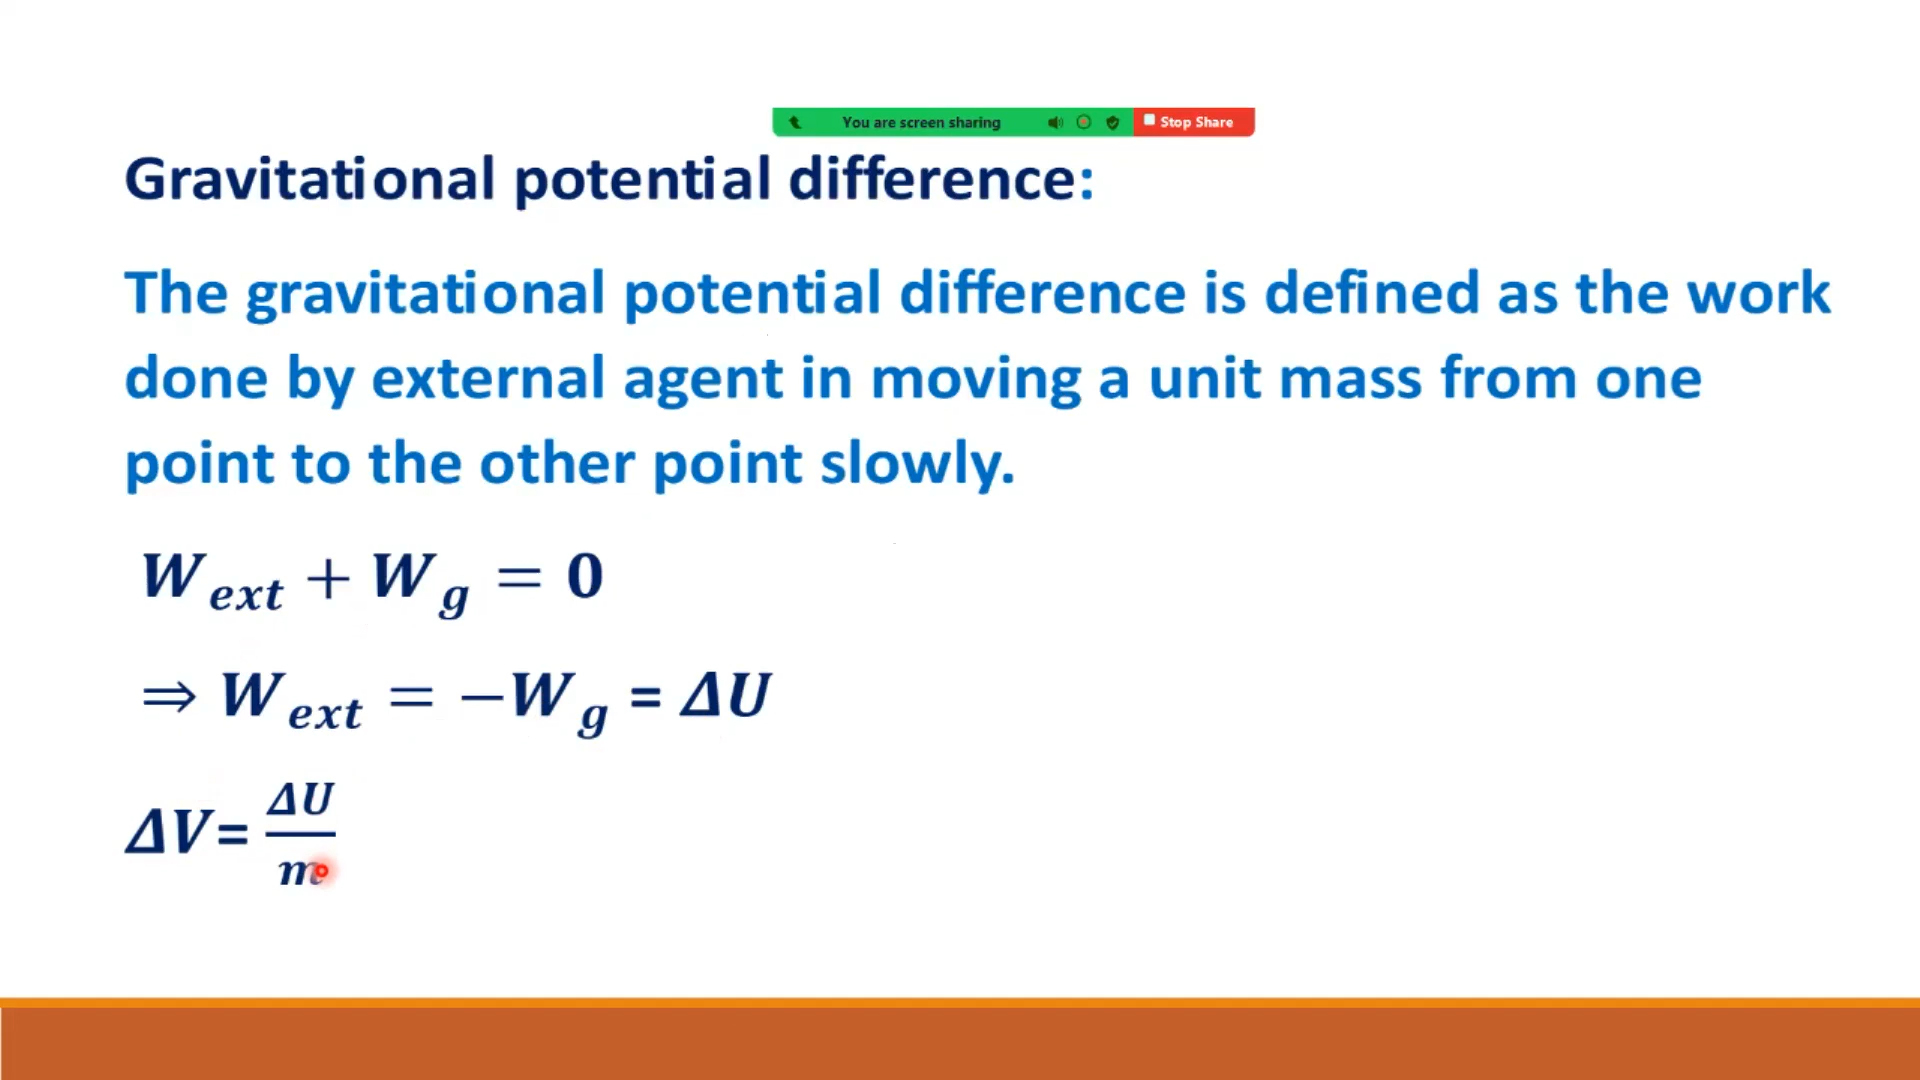 You are screen sharing
Stop Share
Gravitational potential difference:
The gravitational potential difference is defined as the work
done by external agent in moving a unit mass from one
point to the other point slowly.
W_ext + W_g = 0
⇒ W_ext = −W_g = ΔU
ΔV= ΔU/m